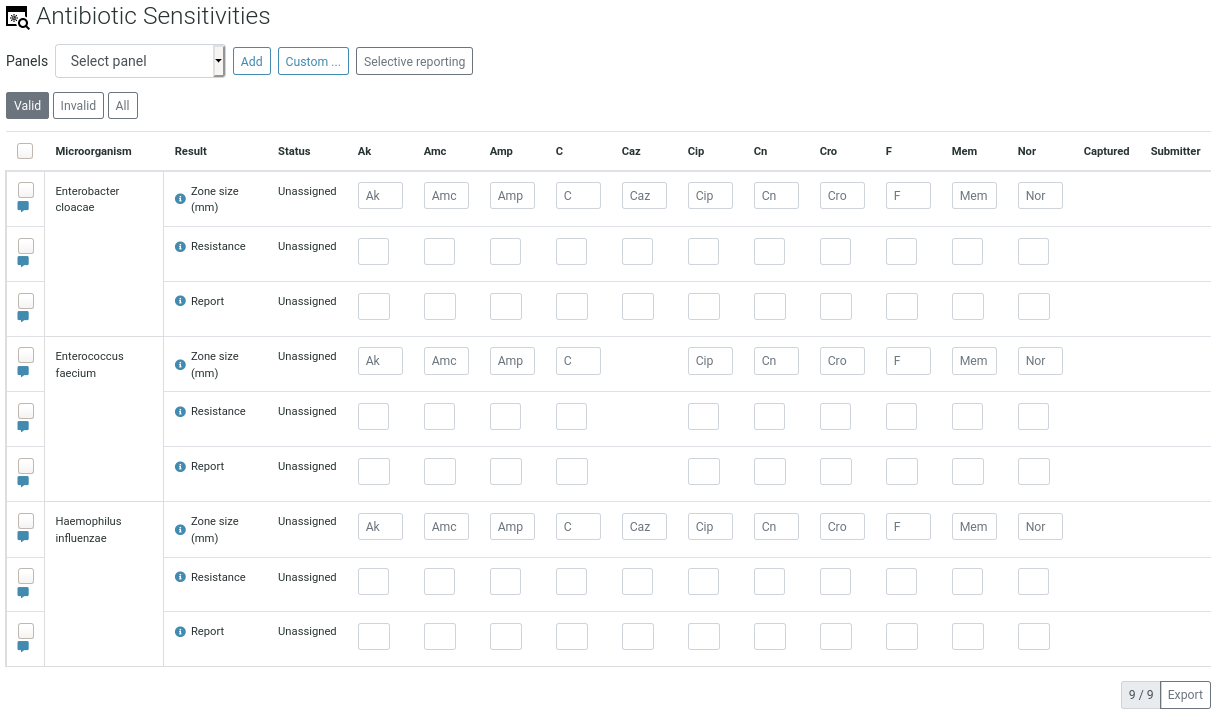 Antibiotic Sensitivities
Panels Select panel Add Custom ... Selective reporting
Valid Invalid All
Microorganism Result Status Ak Amc Amp C Caz Cip Cn Cro F Mem Nor Captured Submitter
Enterobacter cloacae Zone size (mm) Unassigned Ak Amc Amp C Caz Cip Cn Cro F Mem Nor
Resistance Unassigned
Report Unassigned
Enterococcus faecium Zone size (mm) Unassigned Ak Amc Amp C Cip Cn Cro F Mem Nor
Resistance Unassigned
Report Unassigned
Haemophilus influenzae Zone size (mm) Unassigned Ak Amc Amp C Caz Cip Cn Cro F Mem Nor
Resistance Unassigned
Report Unassigned
9 / 9 Export